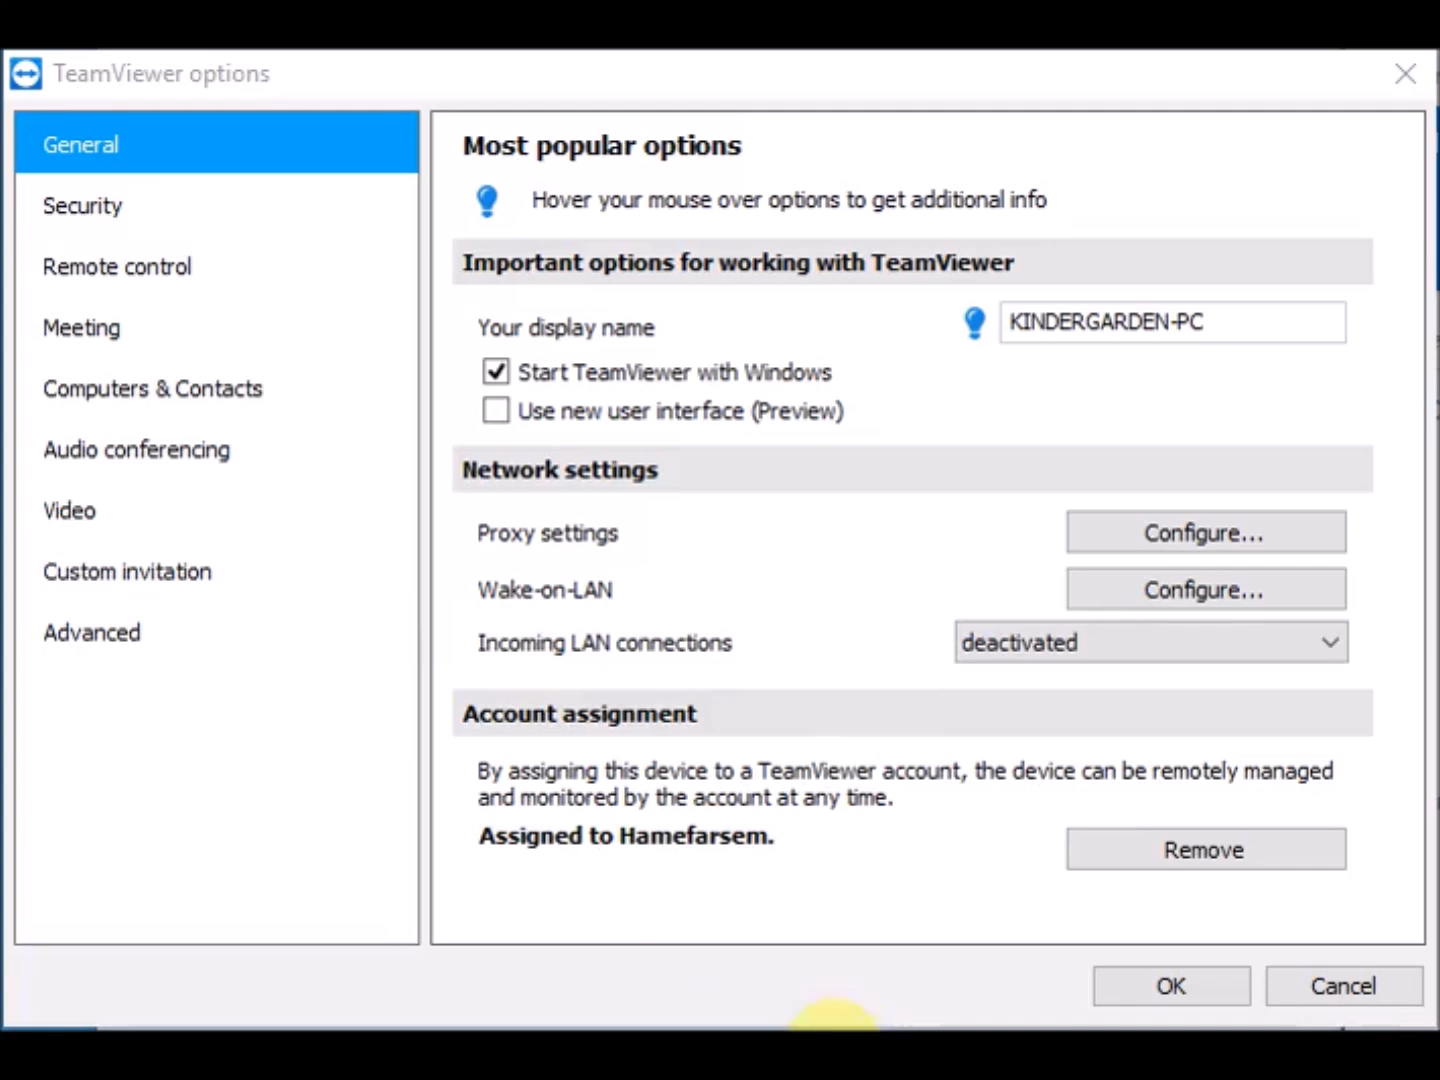 TeamViewer options
General
Security
Remote control
Meeting
Computers & Contacts
Audio conferencing
Video
Custom invitation
Advanced
Most popular options
Hover your mouse over options to get additional info
Important options for working with TeamViewer
Your display name
KINDERGARDEN-PC
Start TeamViewer with Windows
Use new user interface (Preview)
Network settings
Proxy settings
Configure...
Wake-on-LAN
Configure...
Incoming LAN connections
deactivated
Account assignment
By assigning this device to a TeamViewer account, the device can be remotely managed
and monitored by the account at any time.
Assigned to Hamefarsem.
Remove
OK
Cancel